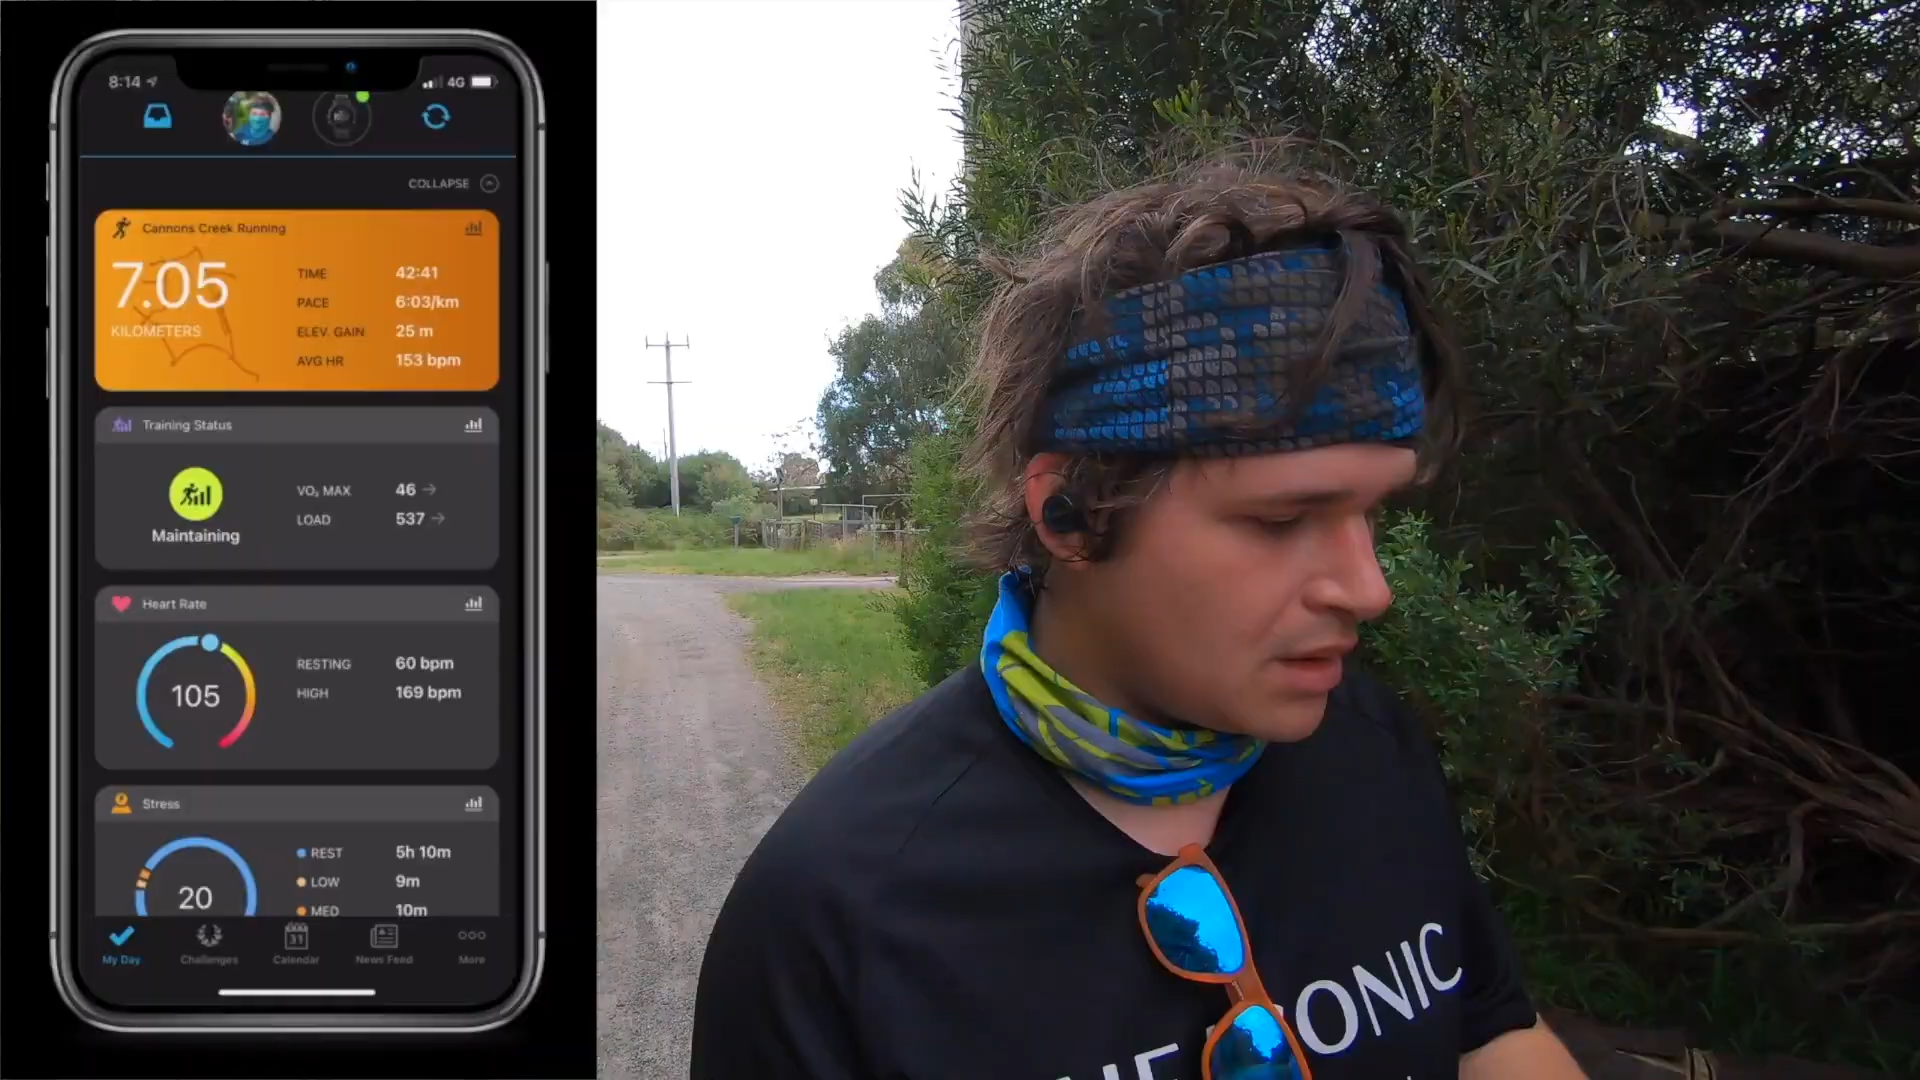 8:14
4G
COLLAPSE
Cannons Creek Running
7.05
KILOMETERS
TIME 42:41
PACE 6:03/km
ELEV. GAIN 25 m
AVG HR 153 bpm
Training Status
Maintaining
VO₂ MAX 46
LOAD 537
Heart Rate
105
RESTING 60 bpm
HIGH 169 bpm
Stress
20
REST 5h 10m
LOW 9m
MED 10m
31
My Day
Challenges
Calendar
News Feed
More
ONIC